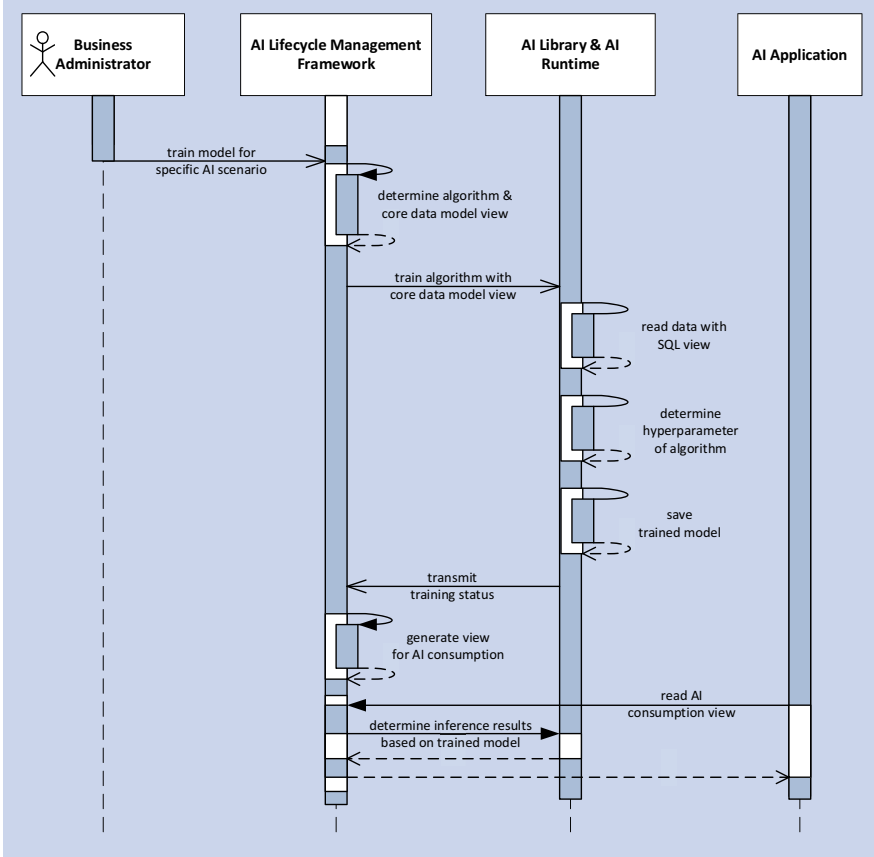 Business
Administrator
AI Lifecycle Management
Framework
AI Library & AI
Runtime
AI Application
train model for
specific AI scenario
determine algorithm &
core data model view
train algorithm with
core data model view
read data with
SQL view
determine
hyperparameter
of algorithm
save
trained model
transmit
training status
generate view
for AI consumption
read AI
consumption view
determine inference results
based on trained model